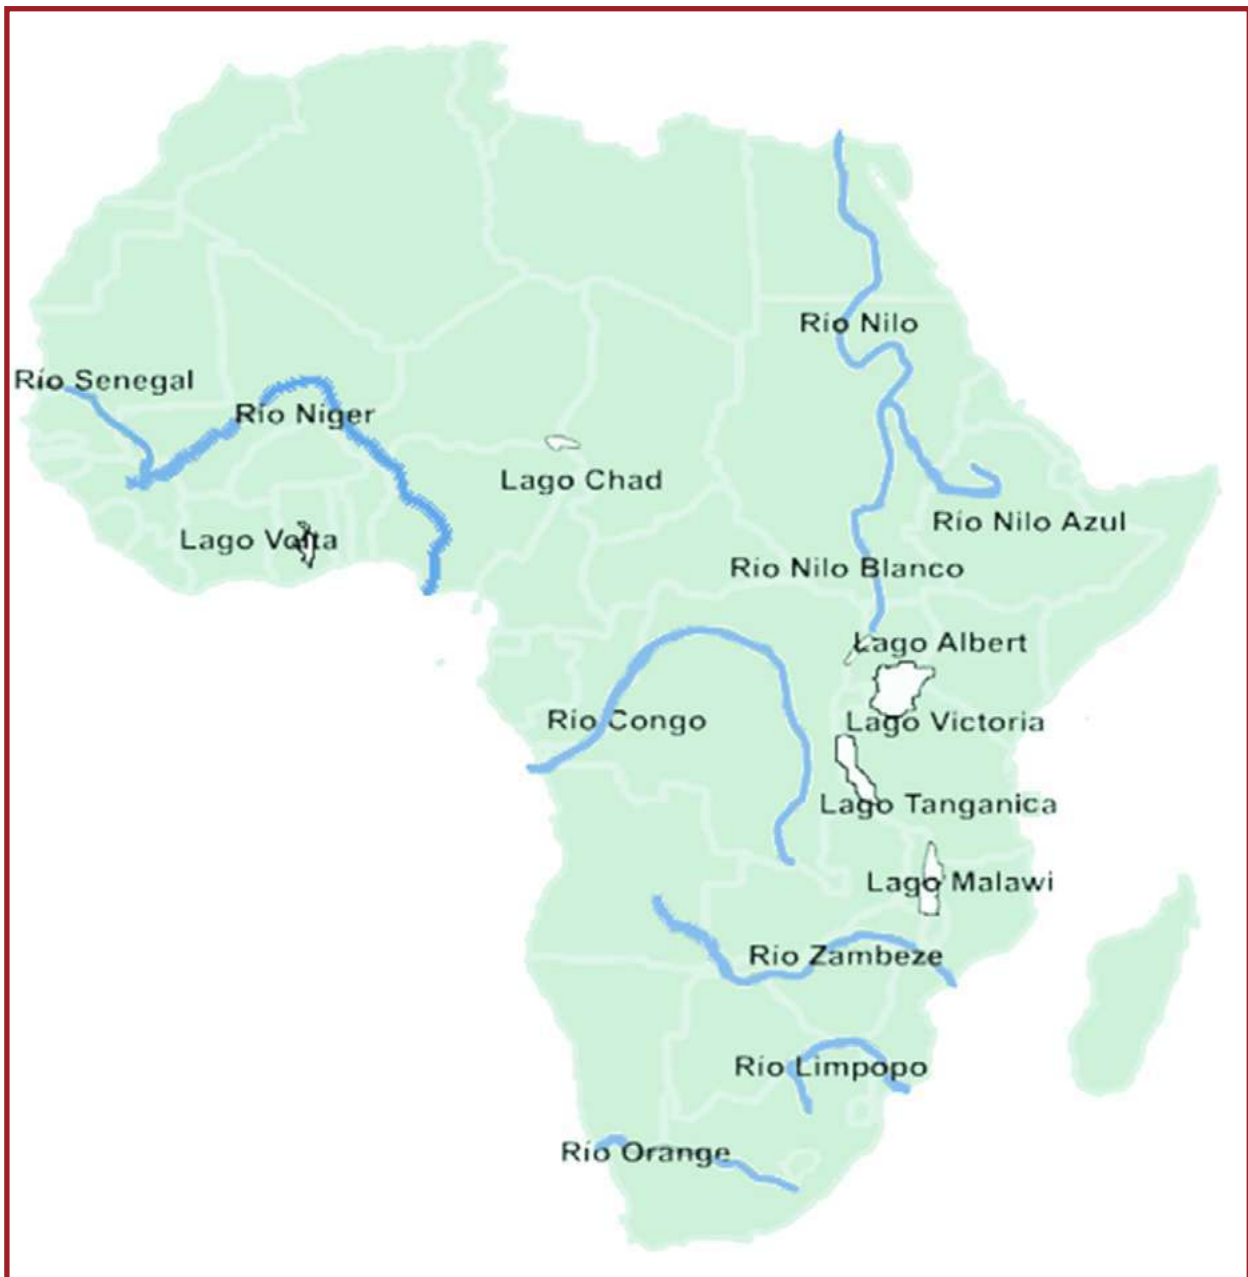 Río Nilo
Río Senegal
Río Niger
Lago Chad
Río Nilo Azul
Lago Volta
Río Nilo Blanco
Lago Albert
Río Congo
Lago Victoria
Lago Tanganica
Lago Malawi
Río Zambeze
Río Limpopo
Río Orange